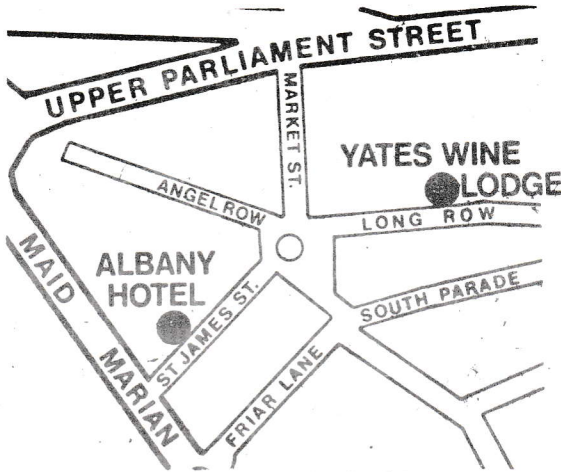 UPPER PARLIAMENT STREET
MARKET ST.
YATES WINE
LODGE
ANGEL ROW
LONG ROW
MAID MARIAN
ALBANY
HOTEL
ST JAMES ST.
SOUTH PARADE
FRIAR LANE